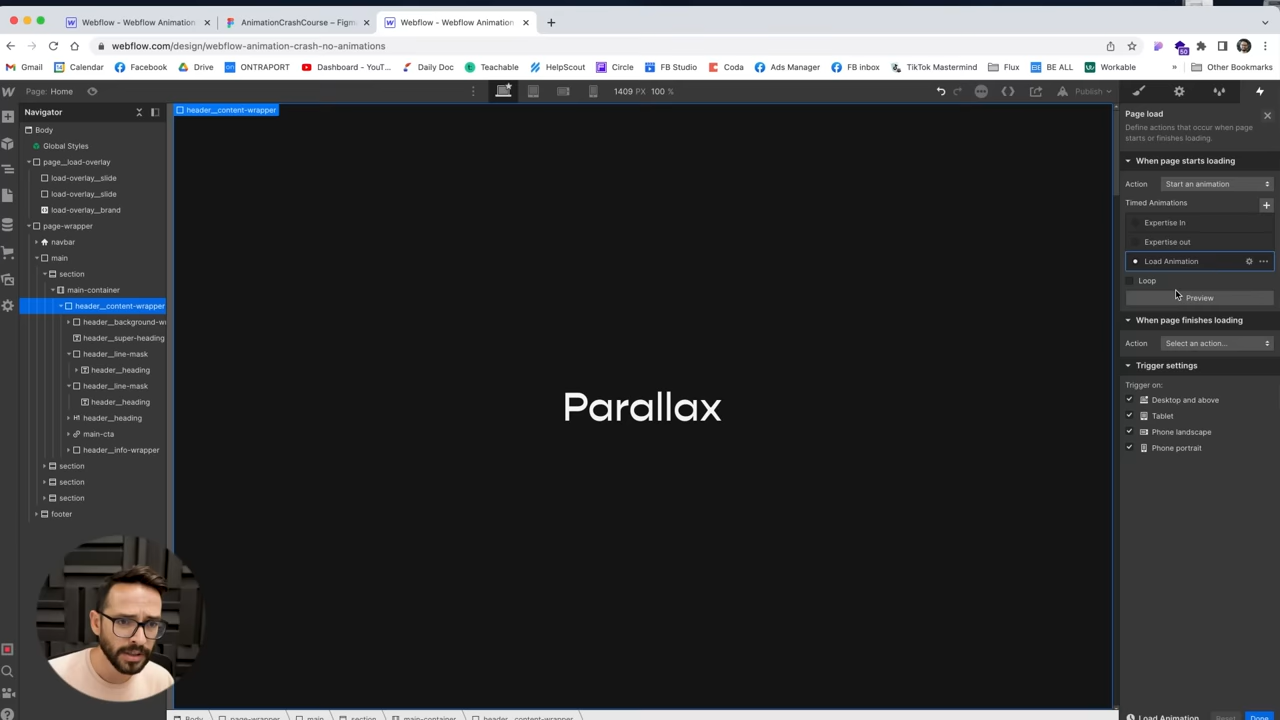 Webflow - Webflow Animation
AnimationCrashCourse – Figm
Webflow - Webflow Animation
webflow.com/design/webflow-animation-crash-no-animations
50
Gmail
Calendar
Facebook
Drive
ONTRAPORT
Dashboard - YouT...
Daily Doc
Teachable
HelpScout
Circle
FB Studio
Coda
Ads Manager
FB inbox
TikTok Mastermind
Flux
BE ALL
Workable
Other Bookmarks
Page: Home
1409 PX 100 %
Publish
Navigator
Body
Global Styles
page__load-overlay
load-overlay__slide
load-overlay__slide
load-overlay__brand
page-wrapper
navbar
main
section
main-container
header__content-wrapper
header__background-w
header__super-heading
header__line-mask
header__heading
header__line-mask
header__heading
H1 header__heading
main-cta
header__info-wrapper
section
section
section
footer
header__content-wrapper
Parallax
Page load
Define actions that occur when page
starts or finishes loading.
When page starts loading
Action Start an animation
Timed Animations
Expertise In
Expertise out
Load Animation
Loop
Preview
When page finishes loading
Action Select an action...
Trigger settings
Trigger on:
Desktop and above
Tablet
Phone landscape
Phone portrait
Body page-wrapper main section main-container header__content-wrapper
Load Animation Reset Done